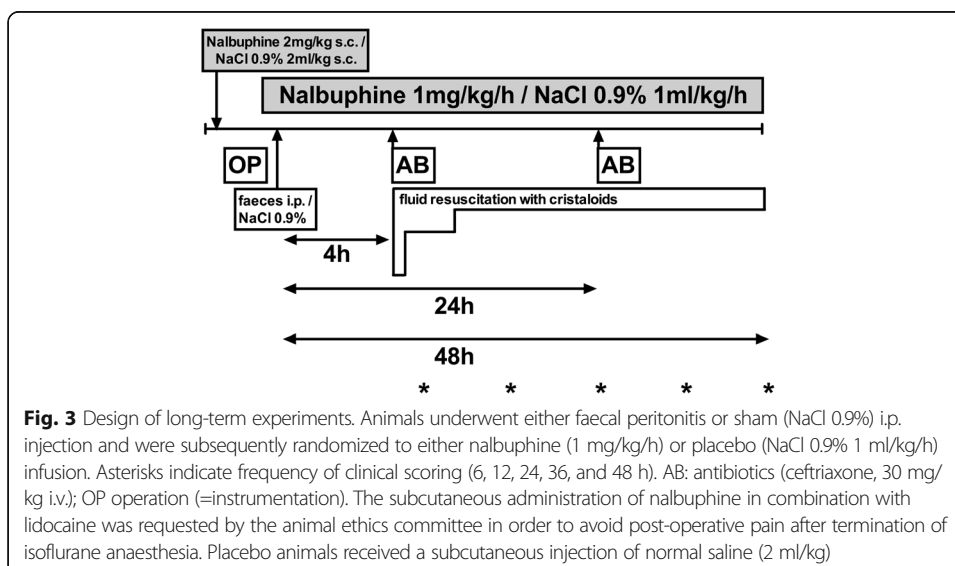 Nalbuphine 2mg/kg s.c. /
NaCl 0.9% 2ml/kg s.c.
Nalbuphine 1mg/kg/h / NaCl 0.9% 1ml/kg/h
OP
AB
AB
faeces i.p. /
NaCl 0.9%
fluid resuscitation with cristaloids
4h
24h
48h
* * * * *
Fig. 3 Design of long-term experiments. Animals underwent either faecal peritonitis or sham (NaCl 0.9%) i.p.
injection and were subsequently randomized to either nalbuphine (1 mg/kg/h) or placebo (NaCl 0.9% 1 ml/kg/h)
infusion. Asterisks indicate frequency of clinical scoring (6, 12, 24, 36, and 48 h). AB: antibiotics (ceftriaxone, 30 mg/
kg i.v.); OP operation (=instrumentation). The subcutaneous administration of nalbuphine in combination with
lidocaine was requested by the animal ethics committee in order to avoid post-operative pain after termination of
isoflurane anaesthesia. Placebo animals received a subcutaneous injection of normal saline (2 ml/kg)